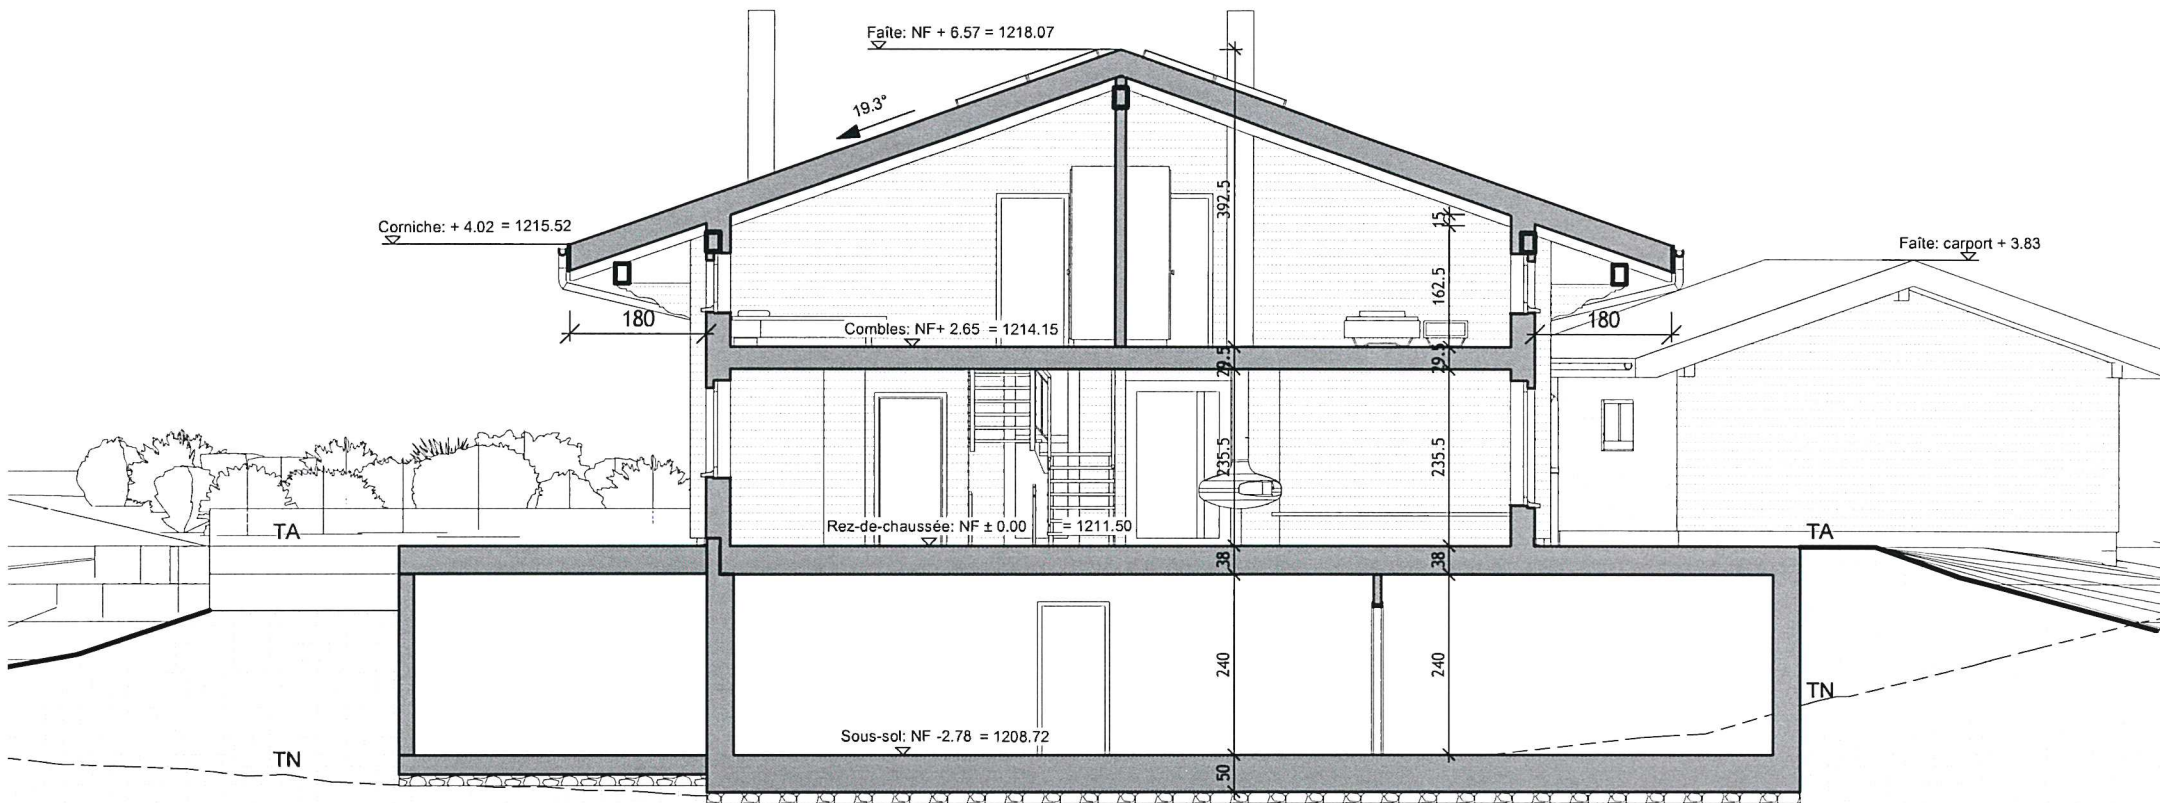 Faîte: NF + 6.57 = 1218.07
19.3°
392.5
15
Corniche: + 4.02 = 1215.52
Faîte: carport + 3.83
162.5
180
Combles: NF+ 2.65 = 1214.15
180
29.5
29.5
235.5
235.5
TA
Rez-de-chaussée: NF ± 0.00 = 1211.50
TA
38
38
240
240
TN
Sous-sol: NF -2.78 = 1208.72
TN
50